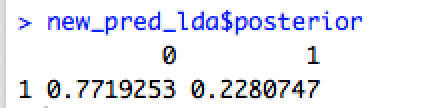 > new_pred_lda$posterior
0 1
1 0.7719253 0.2280747